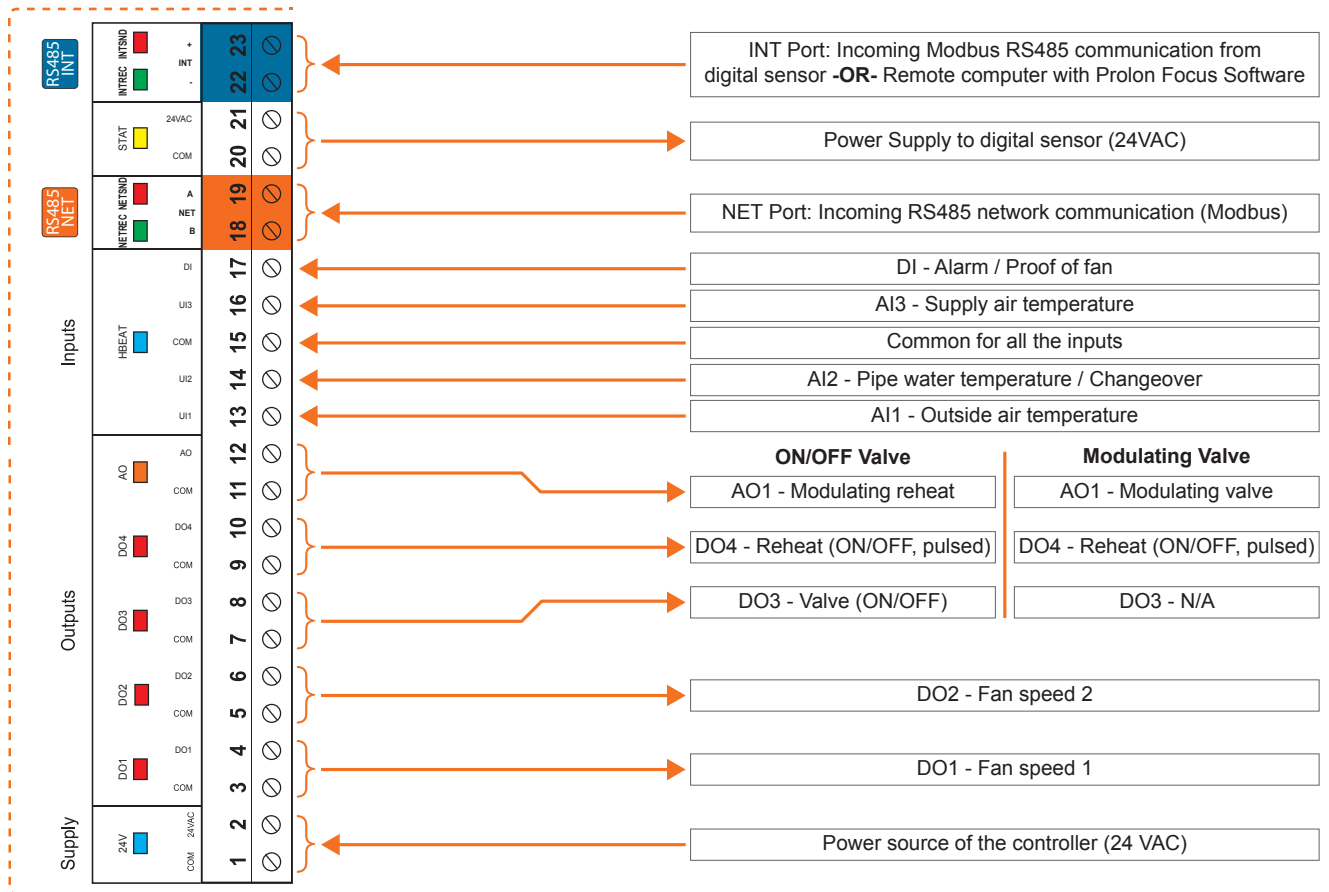 RS485
INT
INTREC INTSND
+
INT
-
23
22
INT Port: Incoming Modbus RS485 communication from
digital sensor -OR- Remote computer with Prolon Focus Software
STAT
24VAC
COM
21
20
Power Supply to digital sensor (24VAC)
RS485
NET
NETREC NETSND
A
NET
B
19
18
NET Port: Incoming RS485 network communication (Modbus)
Inputs
HBEAT
DI
17
DI - Alarm / Proof of fan
UI3
16
AI3 - Supply air temperature
COM
15
Common for all the inputs
UI2
14
AI2 - Pipe water temperature / Changeover
UI1
13
AI1 - Outside air temperature
Outputs
ON/OFF Valve
Modulating Valve
AO
AO
COM
12
11
AO1 - Modulating reheat
AO1 - Modulating valve
DO4
DO4
COM
10
9
DO4 - Reheat (ON/OFF, pulsed)
DO4 - Reheat (ON/OFF, pulsed)
DO3
DO3
COM
8
7
DO3 - Valve (ON/OFF)
DO3 - N/A
DO2
DO2
COM
6
5
DO2 - Fan speed 2
DO1
DO1
COM
4
3
DO1 - Fan speed 1
Supply
24V
COM 24VAC
2
1
Power source of the controller (24 VAC)